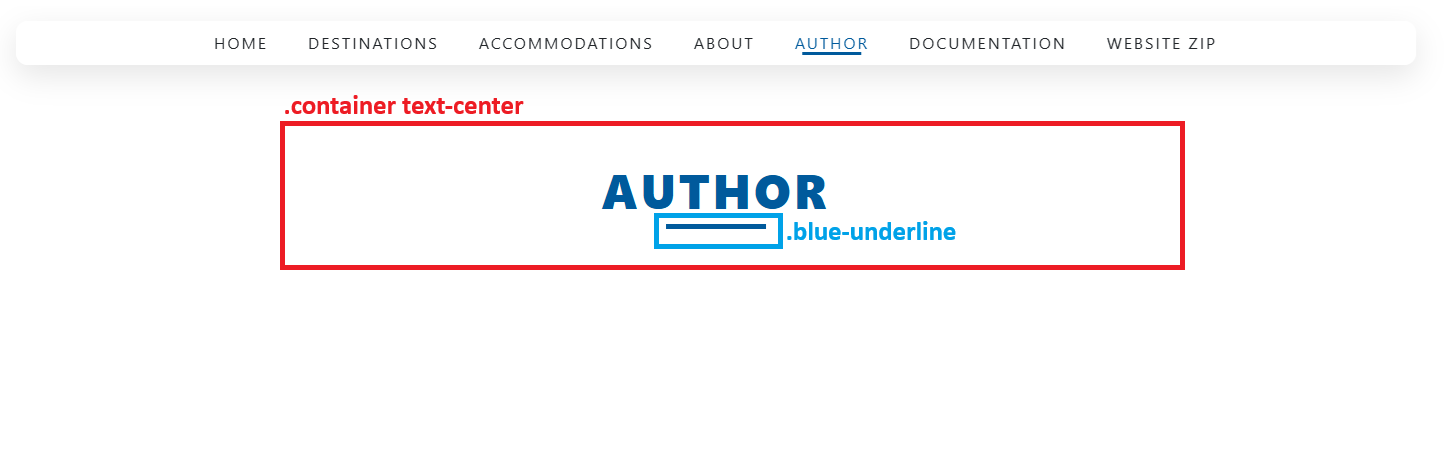 HOME DESTINATIONS ACCOMMODATIONS ABOUT AUTHOR DOCUMENTATION WEBSITE ZIP
.container text-center
AUTHOR
.blue-underline